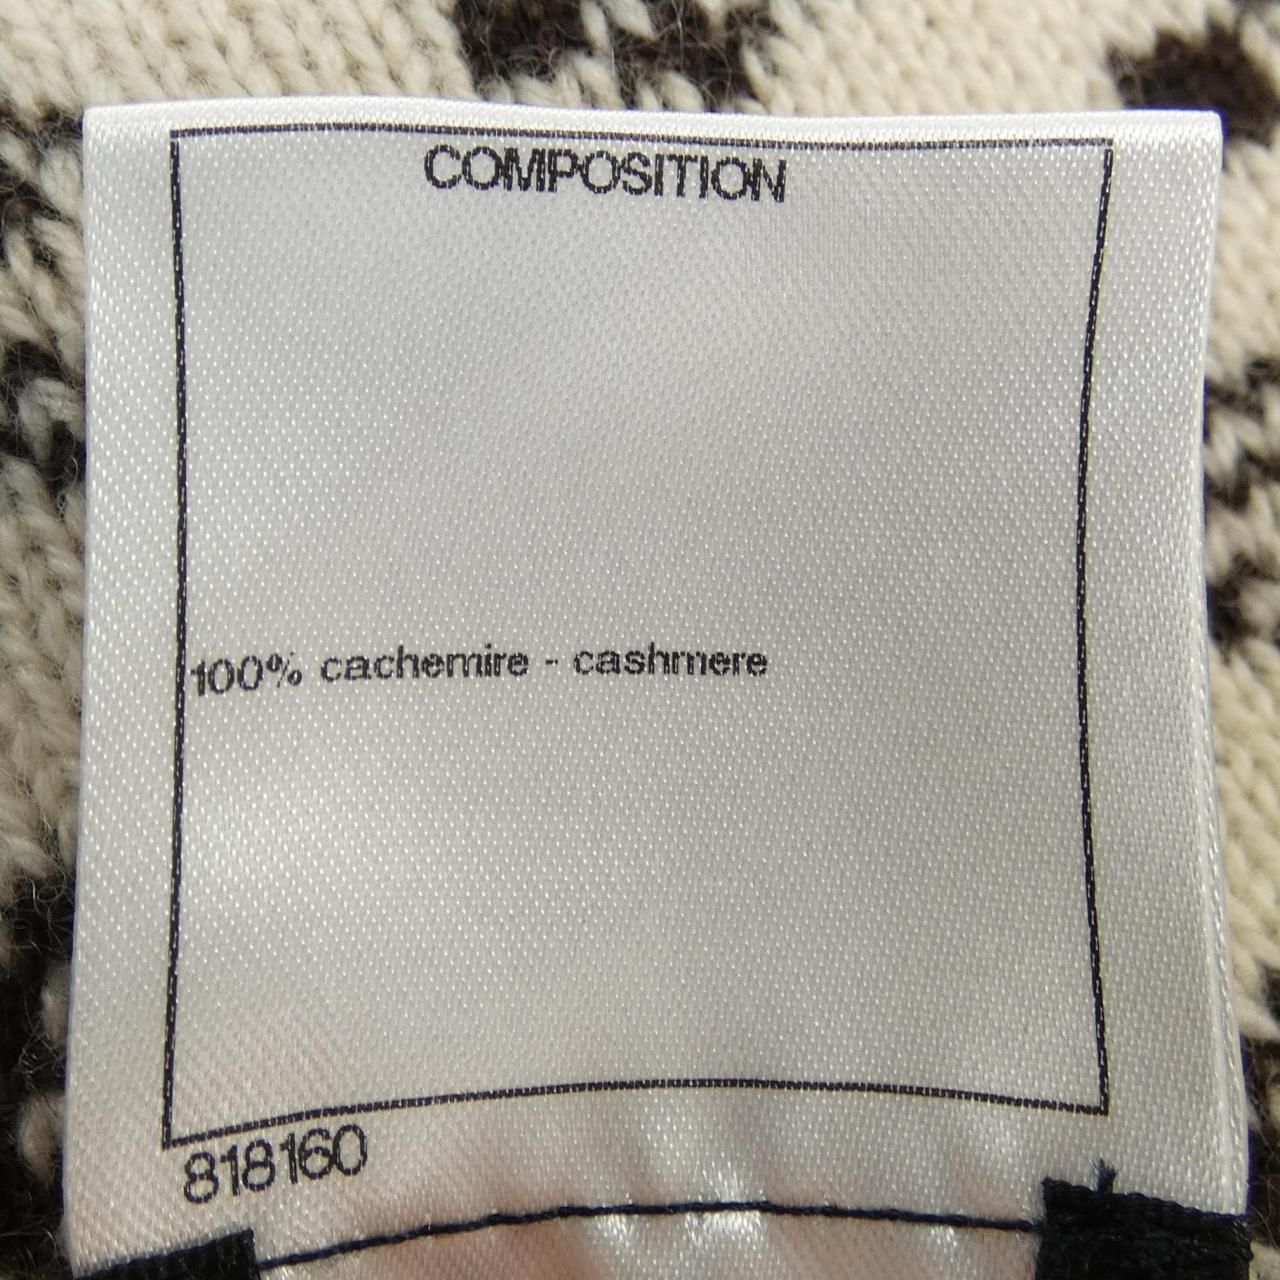 COMPOSITION
100% cachemire - cashmere
818160